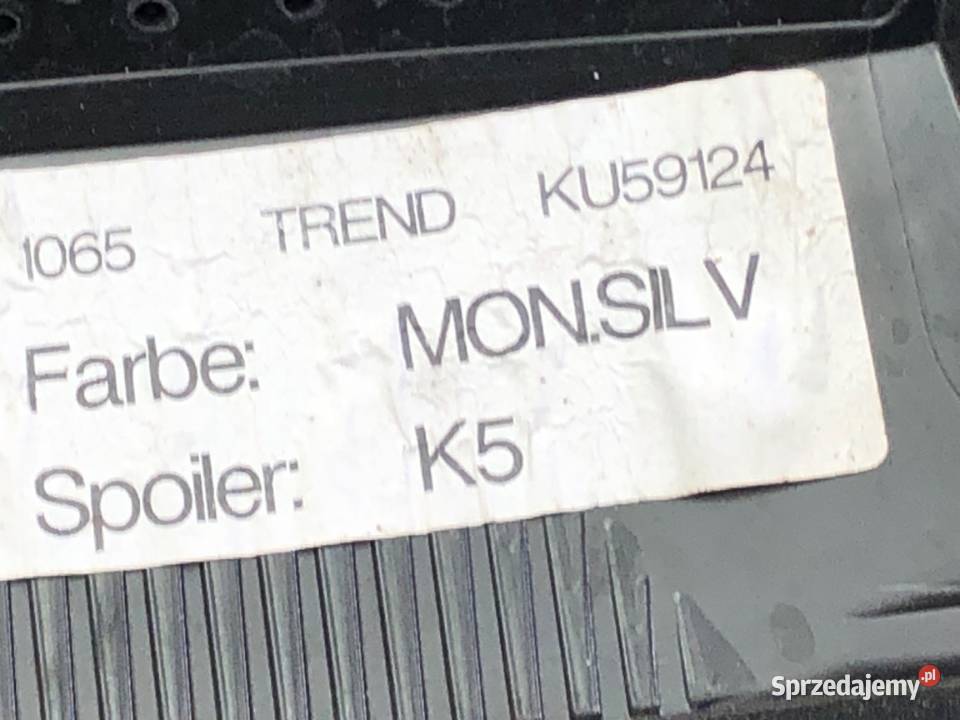 1065 TREND KU59124
Farbe: MON.SILV
Spoiler: K5
Sprzedajemy.pl